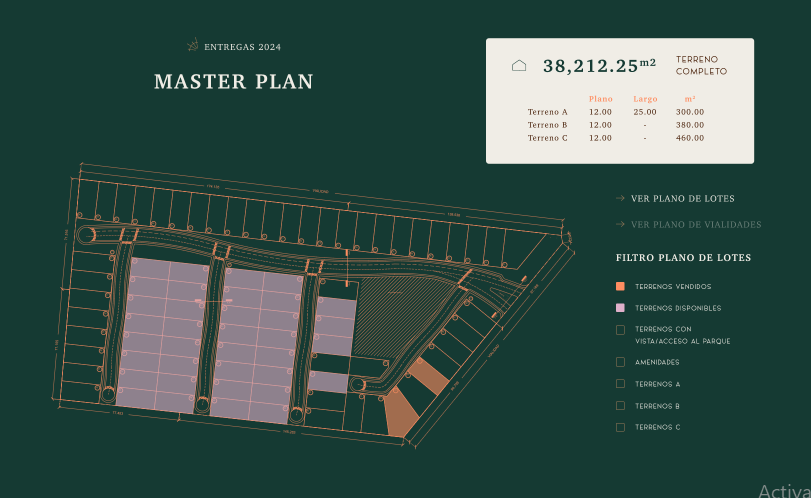 ENTREGAS 2024
MASTER PLAN
38,212.25m2
TERRENO
COMPLETO
Plano Largo m²
Terreno A 12.00 25.00 300.00
Terreno B 12.00 - 380.00
Terreno C 12.00 - 460.00
→ VER PLANO DE LOTES
→ VER PLANO DE VIALIDADES
FILTRO PLANO DE LOTES
TERRENOS VENDIDOS
TERRENOS DISPONIBLES
TERRENOS CON
VISTA/ACCESO AL PARQUE
AMENIDADES
TERRENOS A
TERRENOS B
TERRENOS C
Activa